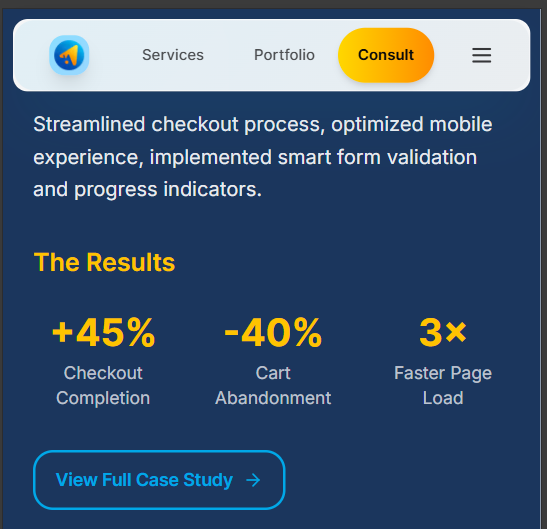 Services Portfolio Consult
Streamlined checkout process, optimized mobile
experience, implemented smart form validation
and progress indicators.
The Results
+45% -40% 3×
Checkout Cart Faster Page
Completion Abandonment Load
View Full Case Study →